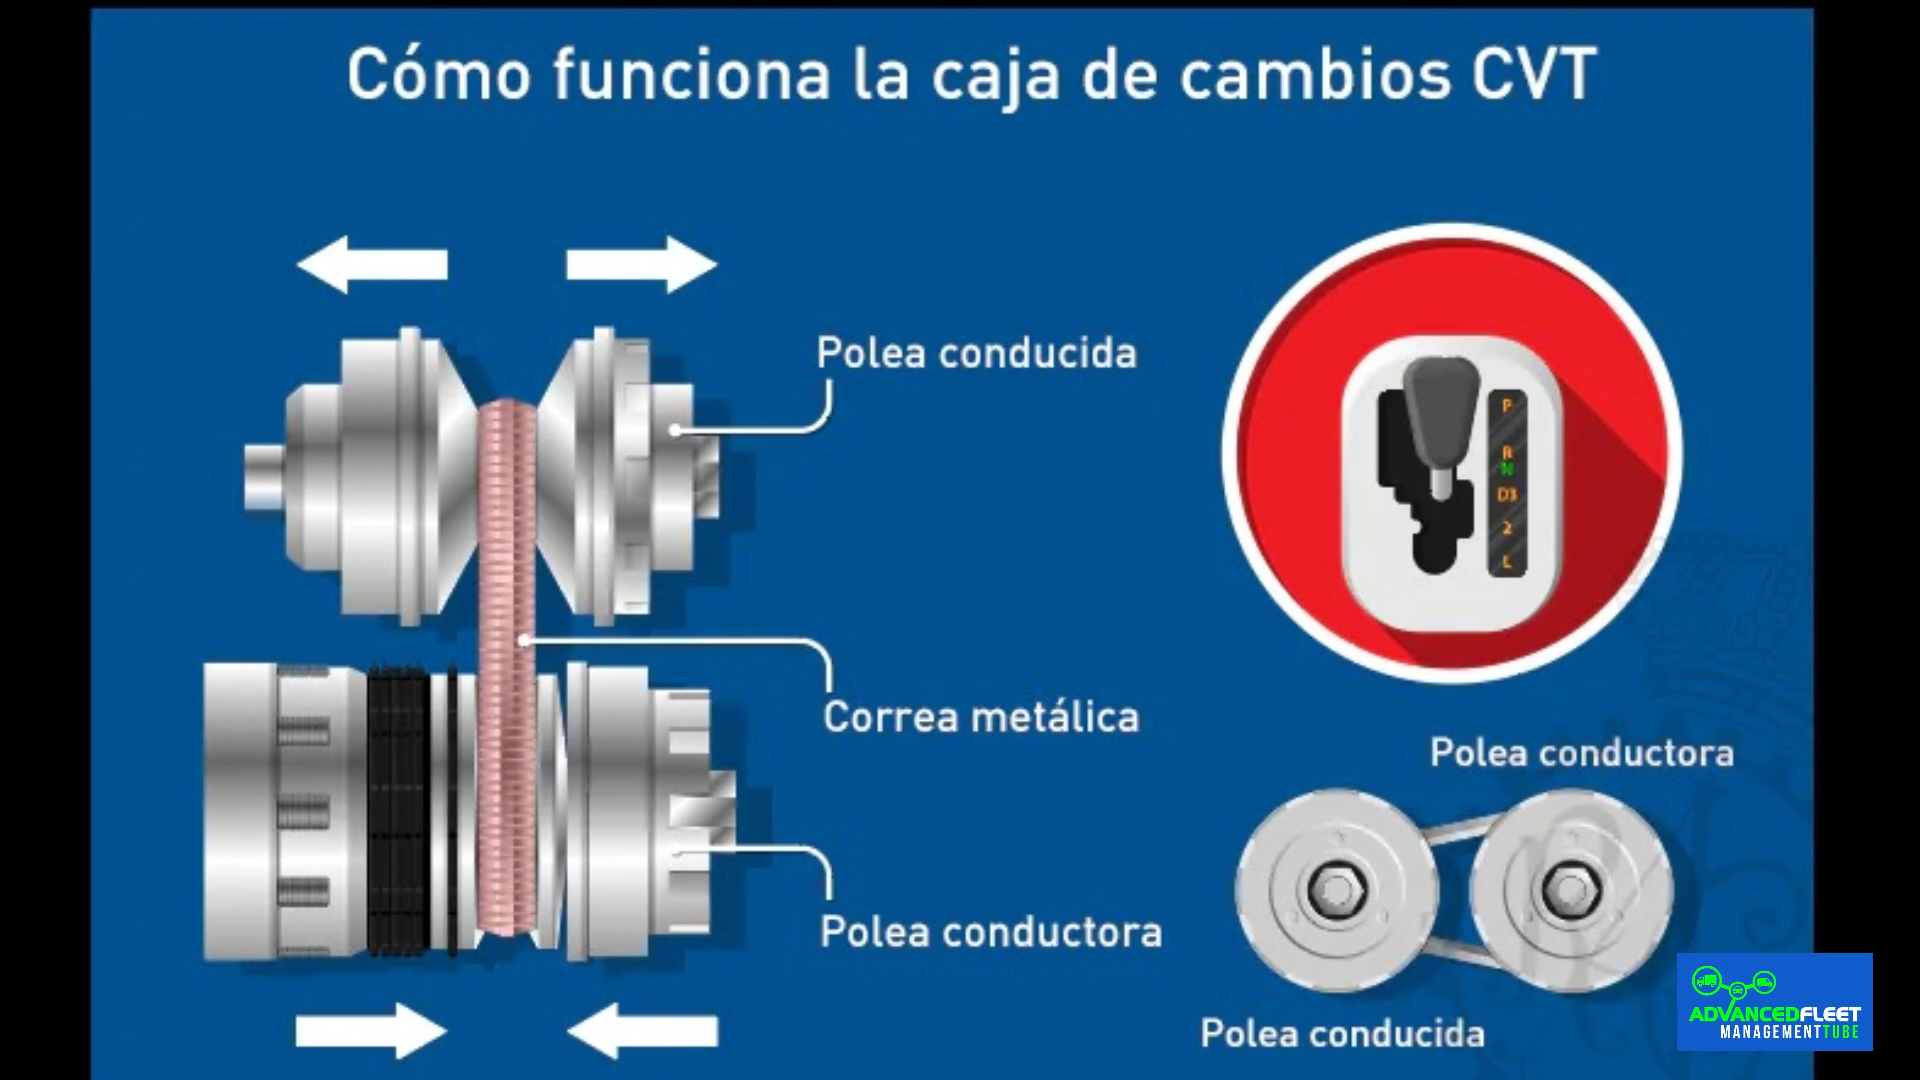 Cómo funciona la caja de cambios CVT
Polea conducida
P
R
N
D3
2
L
Correa metálica
Polea conductora
Polea conductora
Polea conducida
ADVANCEDFLEET
MANAGEMENTTUBE